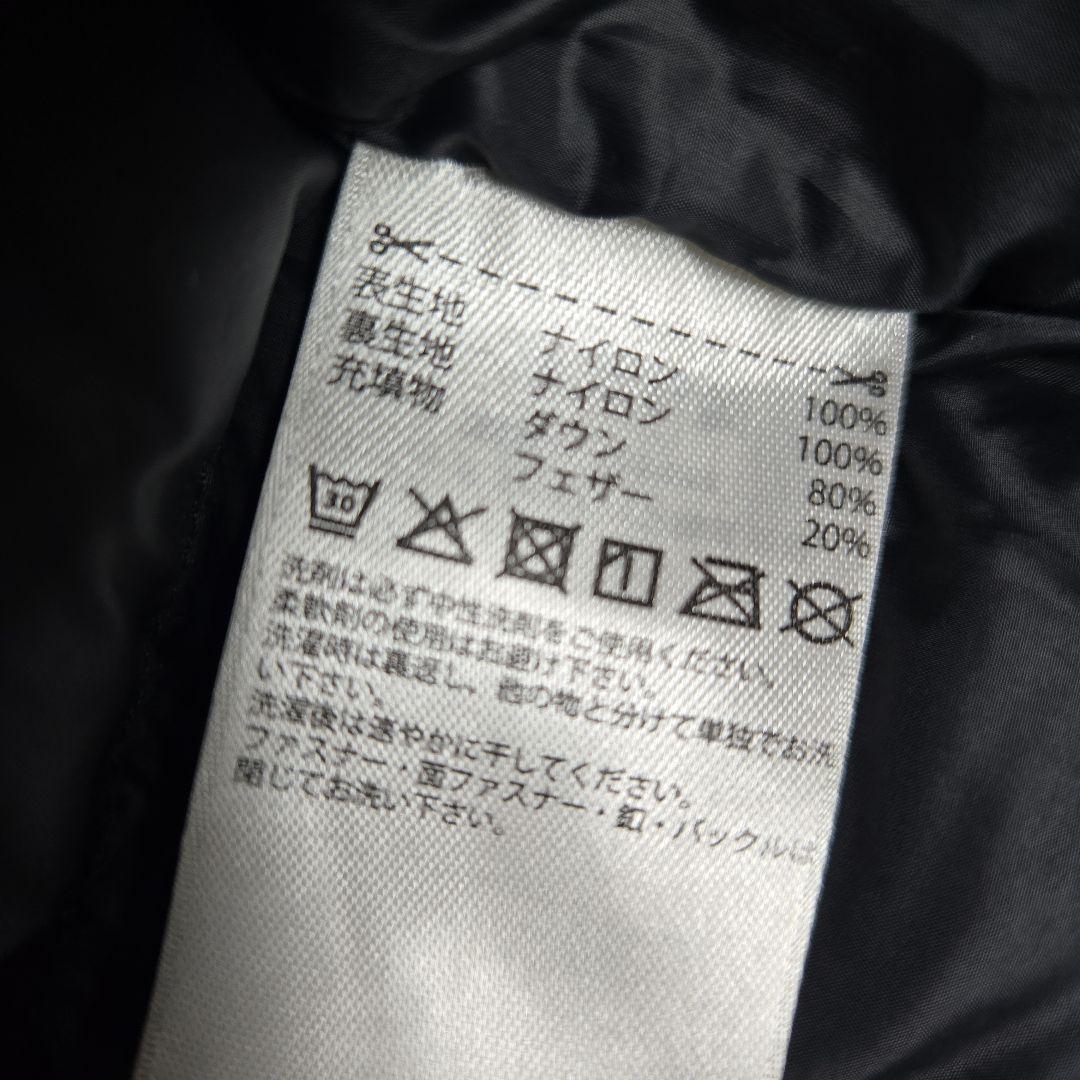 表生地 ナイロン 100%
裏生地 ナイロン 100%
充填物 ダウン 80%
フェザー 20%
30
洗剤は必ず中性洗剤をご使用ください。
柔軟剤の使用はお避け下さい。
洗濯時は裏返し、他の物と分けて単独でお洗
い下さい。
洗濯後は速やかに干してください。
ファスナー・面ファスナー・釦・バックルは
閉じてお洗い下さい。